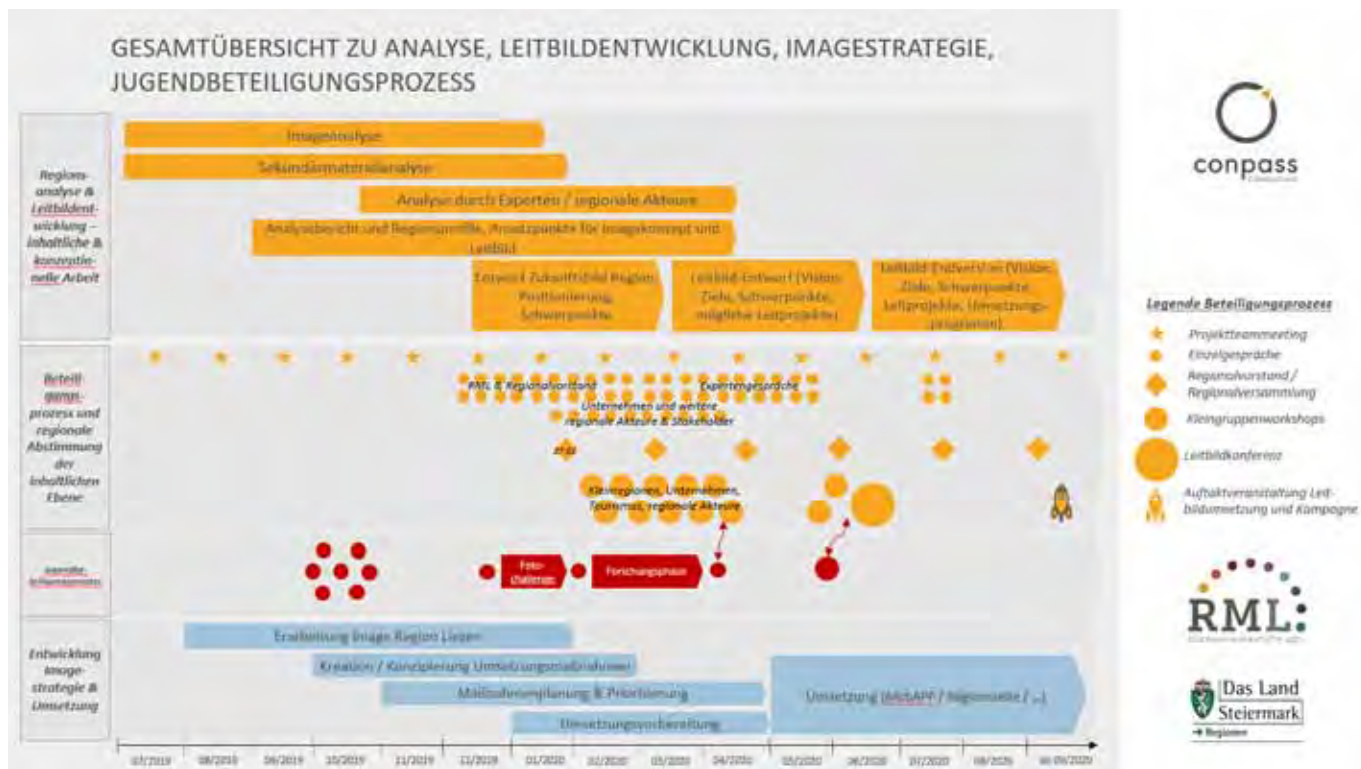 GESAMTÜBERSICHT ZU ANALYSE, LEITBILDENTWICKLUNG, IMAGESTRATEGIE,
JUGENDBETEILIGUNGSPROZESS
Regions-
analyse &
Leitbildent-
wicklung –
inhaltliche &
konzeptio-
nelle Arbeit
Imageanalyse
Sekundärmaterialanalyse
Analyse durch Experten / regionale Akteure
Analysebericht und Regionsprofile, Ansatzpunkte für Imagekonzept und
Leitbild
Entwurf Zukunftsbild Region
Positionierung,
Schwerpunkte
Leitbild-Entwurf (Vision,
Ziele, Schwerpunkte,
mögliche Leitprojekte)
Leitbild-Endversion (Vision,
Ziele, Schwerpunkte,
Leitprojekte, Umsetzungs-
programm)
Beteili-
gungs-
prozess und
regionale
Abstimmung
der
inhaltlichen
Ebene
RML & Regionalvorstand
Expertengespräche
Unternehmen und weitere
regionale Akteure & Stakeholder
Kleinregionen, Unternehmen,
Tourismus, regionale Akteure
Foto-
challenge
Forschungsphase
Entwicklung
Image-
strategie &
Umsetzung
Erarbeitung Image Region Liezen
Kreation / Konzipierung Umsetzungsmaßnahmen
Maßnahmenplanung & Priorisierung
Umsetzungsvorbereitung
Umsetzung (WebAPP / Regionseite / ...)
07/2019
08/2019
09/2019
10/2019
11/2019
12/2019
01/2020
02/2020
03/2020
04/2020
05/2020
06/2020
07/2020
08/2020
ab 09/2020
conpass
Legende Beteiligungsprozess
Projektteammeeting
Einzelgespräche
Regionalvorstand /
Regionalversammlung
Kleingruppenworkshops
Leitbildkonferenz
Auftaktveranstaltung Leit-
bildumsetzung und Kampagne
RML:
Das Land
Steiermark
→ Regionen